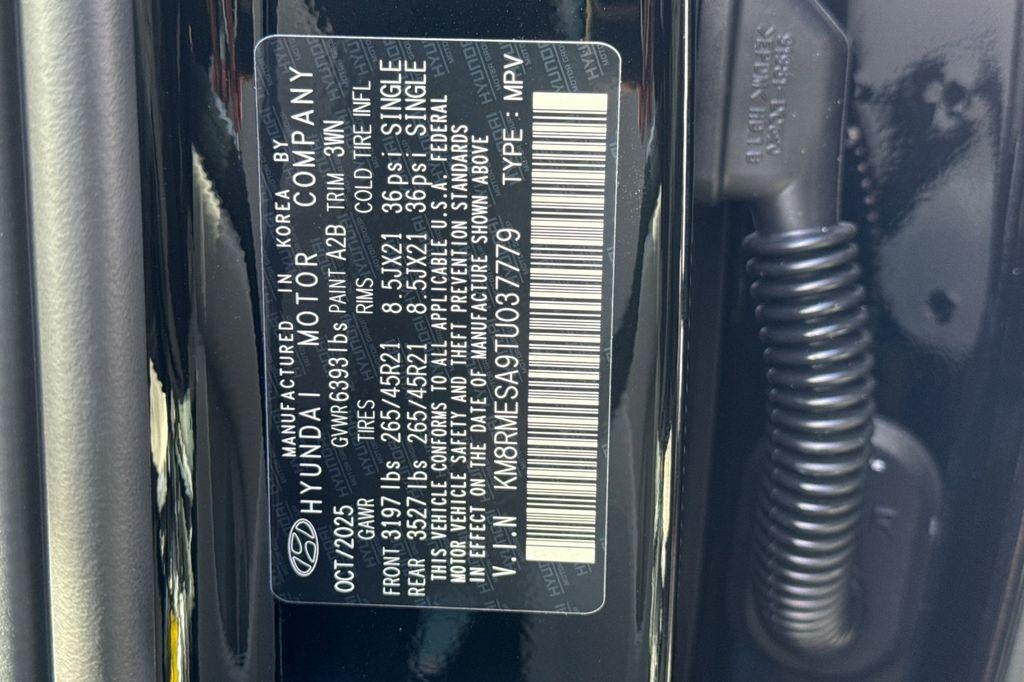 MANUFACTURED IN KOREA BY
HYUNDAI MOTOR COMPANY
OCT/2025 GVWR 6393 lbs PAINT A2B TRIM 3WN
GAWR TIRES RIMS COLD TIRE INFL
FRONT 3197 lbs 265/45R21 8.5JX21 36psi SINGLE
REAR 3527 lbs 265/45R21 8.5JX21 36psi SINGLE
THIS VEHICLE CONFORMS TO ALL APPLICABLE U.S.A. FEDERAL
MOTOR VEHICLE SAFETY AND THEFT PREVENTION STANDARDS
IN EFFECT ON THE DATE OF MANUFACTURE SHOWN ABOVE
V.I.N KM8RMESA9TU037779 TYPE : MPV